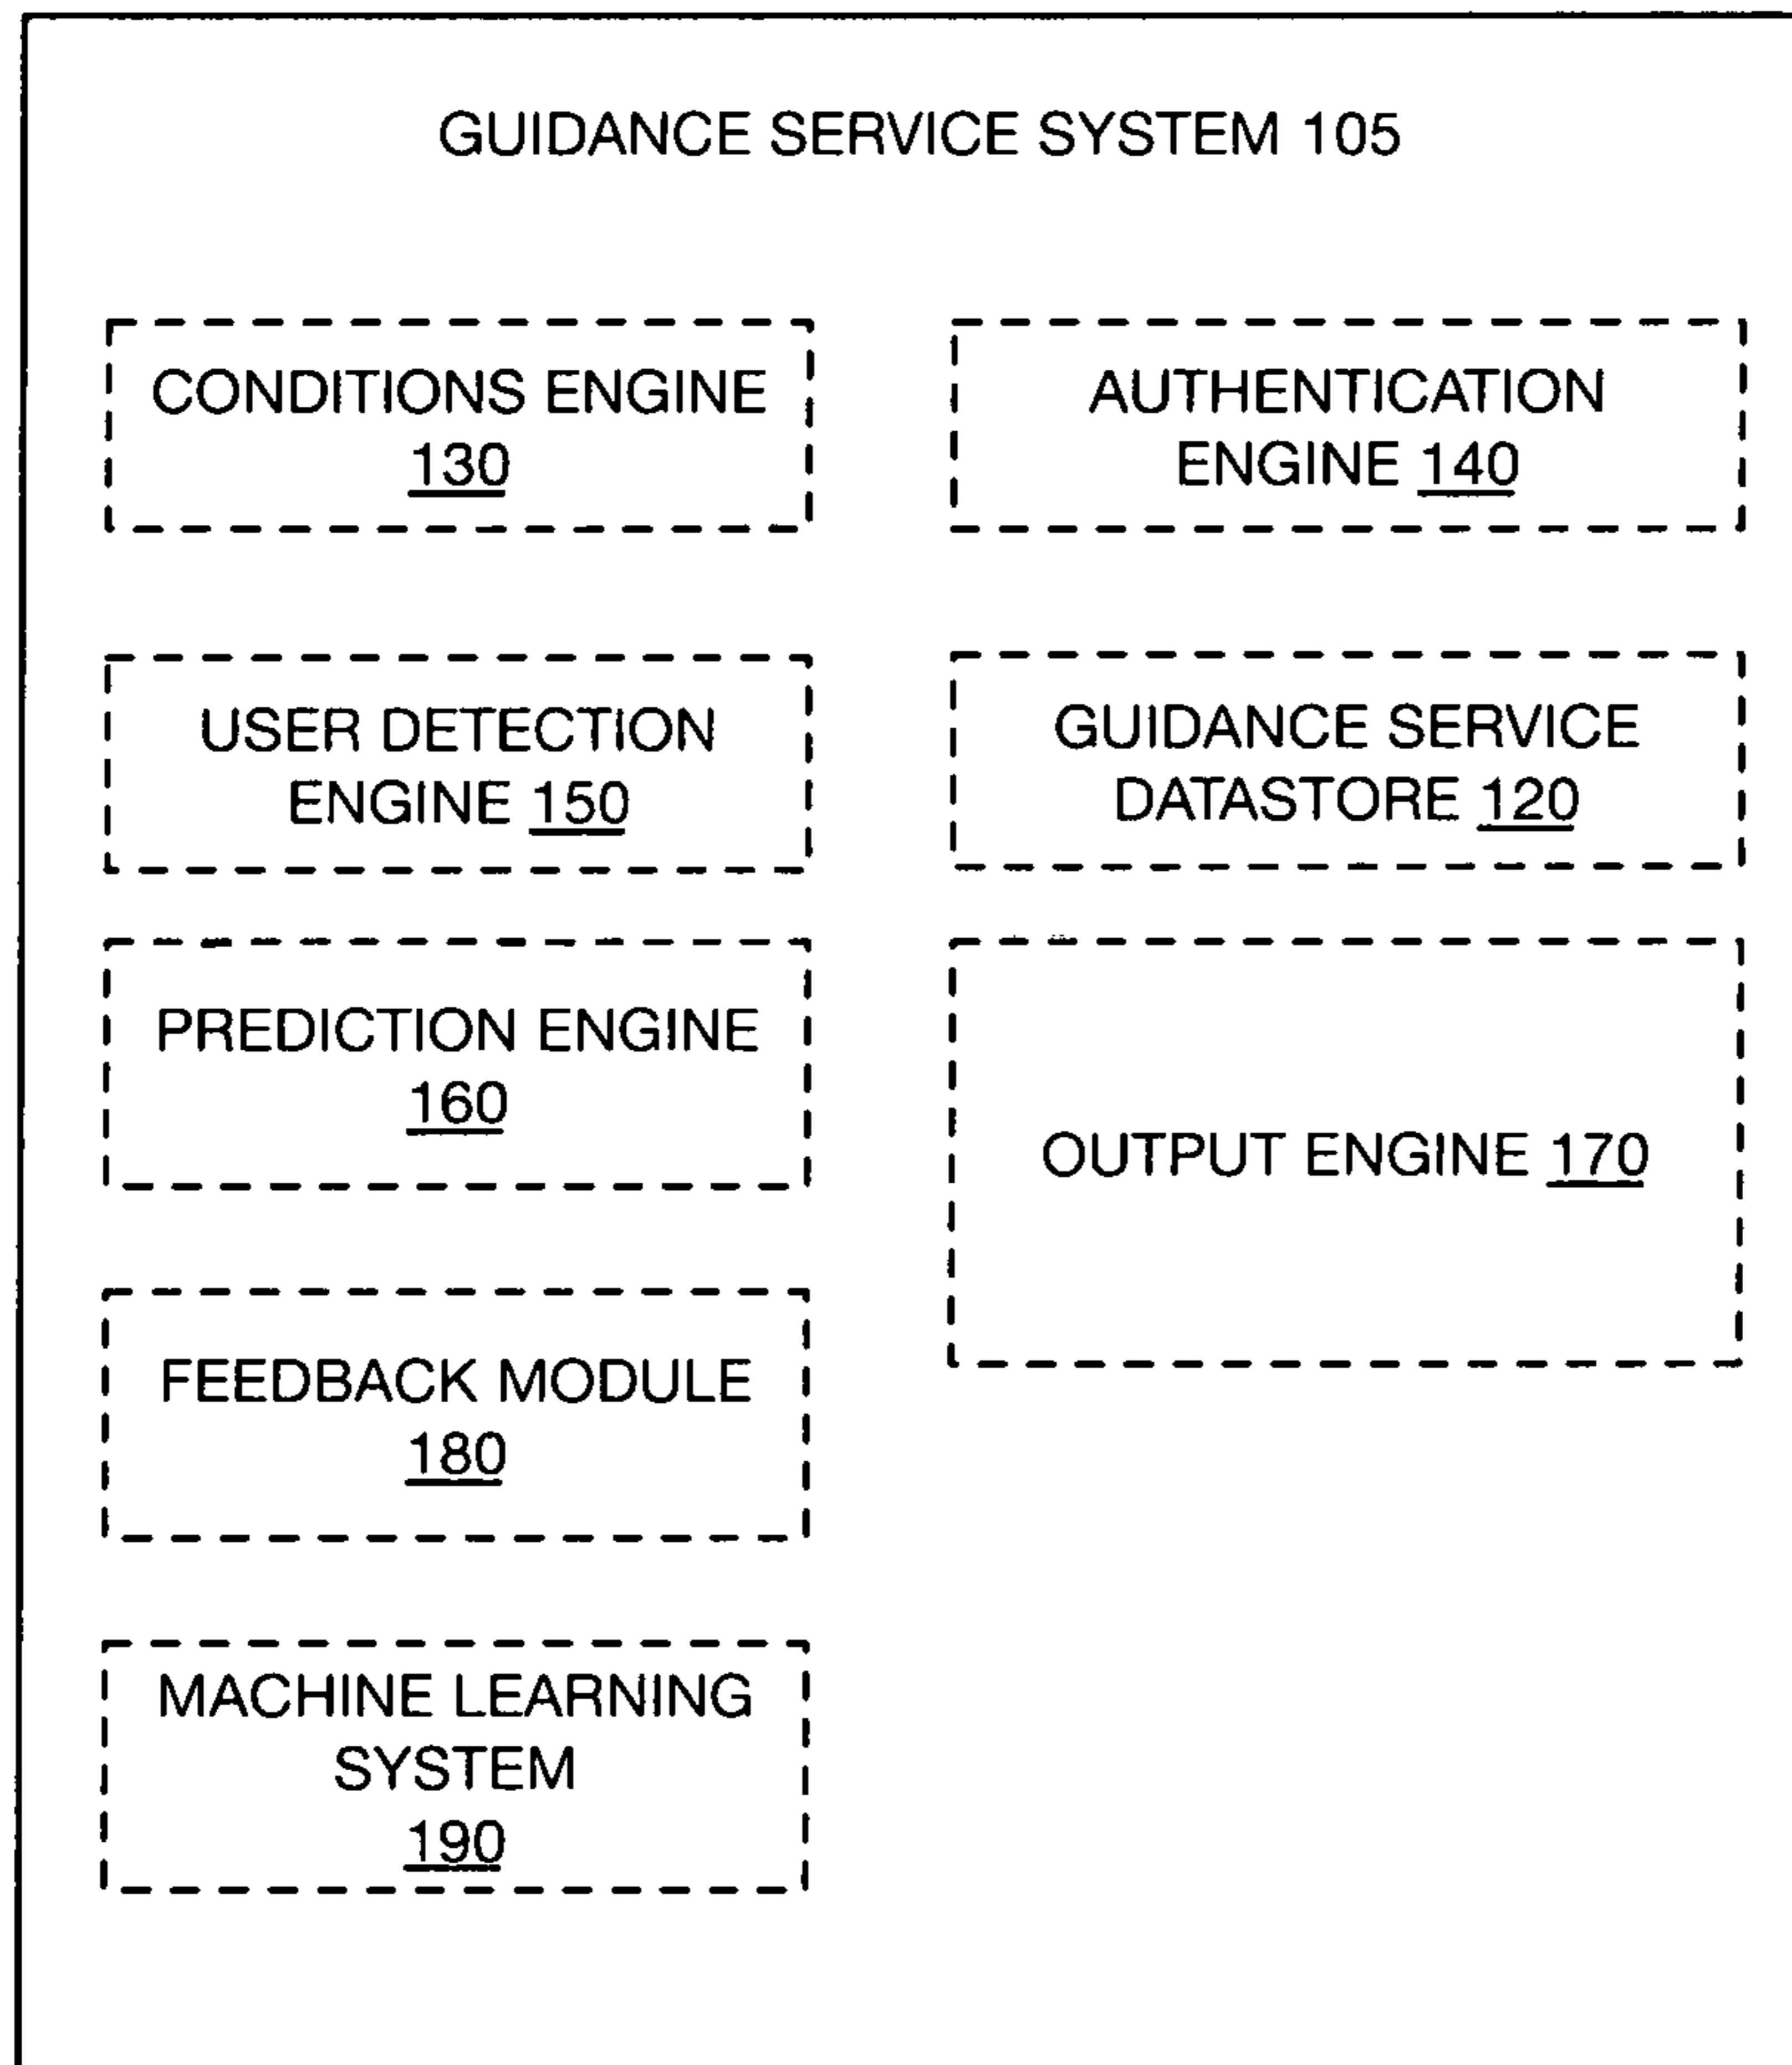 GUIDANCE SERVICE SYSTEM 105
CONDITIONS ENGINE
130
AUTHENTICATION
ENGINE 140
USER DETECTION
ENGINE 150
GUIDANCE SERVICE
DATASTORE 120
PREDICTION ENGINE
160
OUTPUT ENGINE 170
FEEDBACK MODULE
180
MACHINE LEARNING
SYSTEM
190